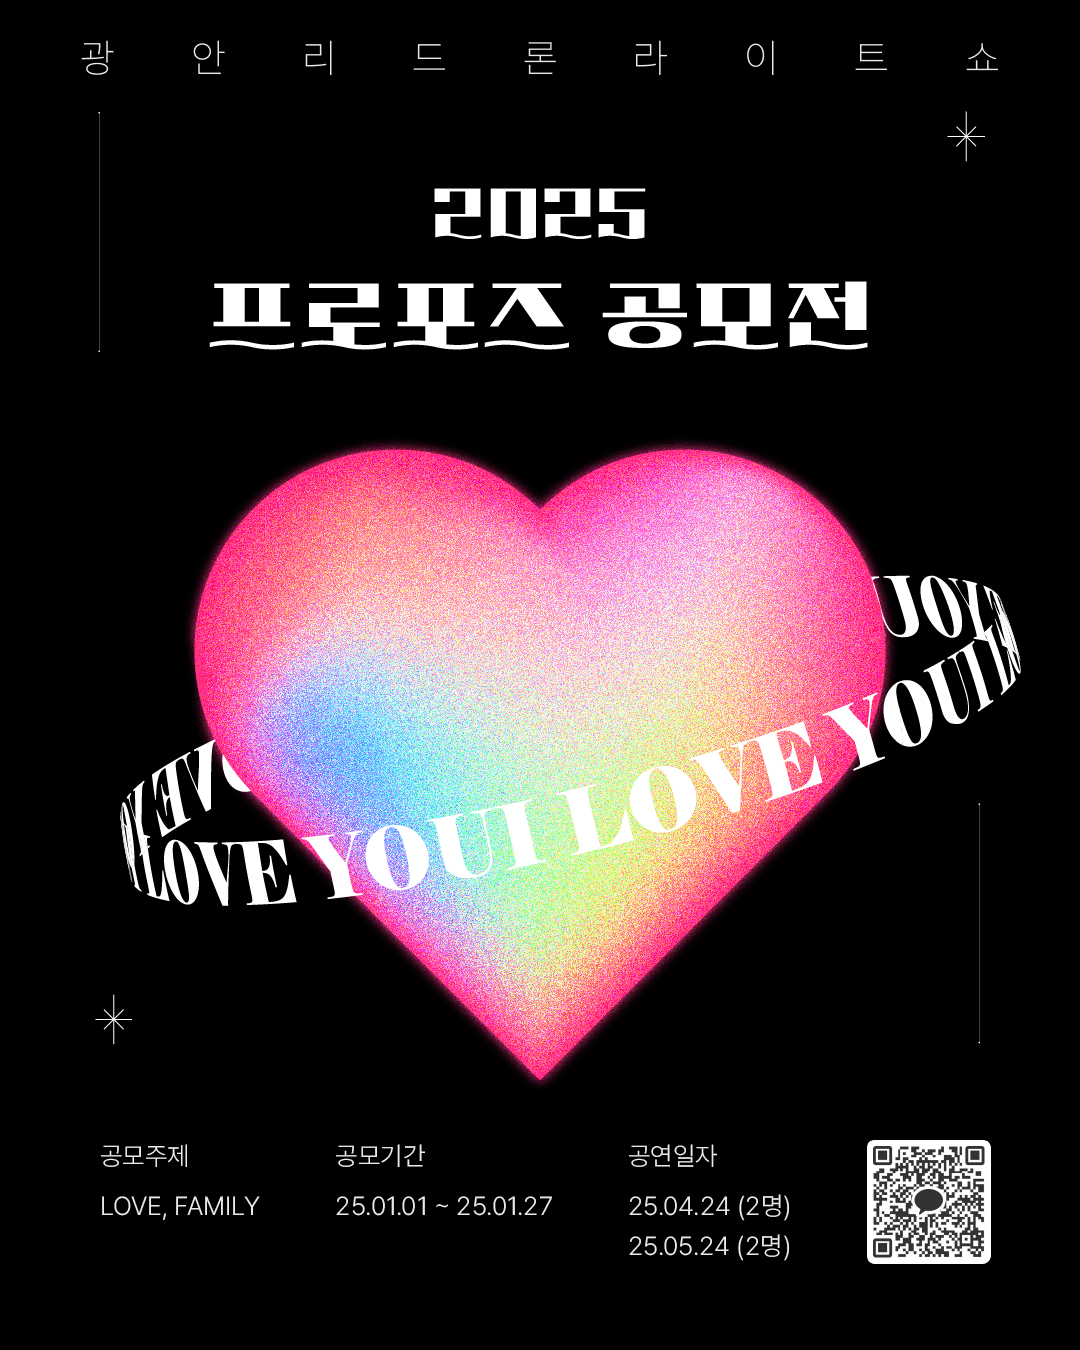 광안리드론라이트쇼
2025
프로포즈 공모전
LOVE YOU I LOVE YOU I
공모주제
LOVE, FAMILY
공모기간
25.01.01 ~ 25.01.27
공연일자
25.04.24 (2명)
25.05.24 (2명)